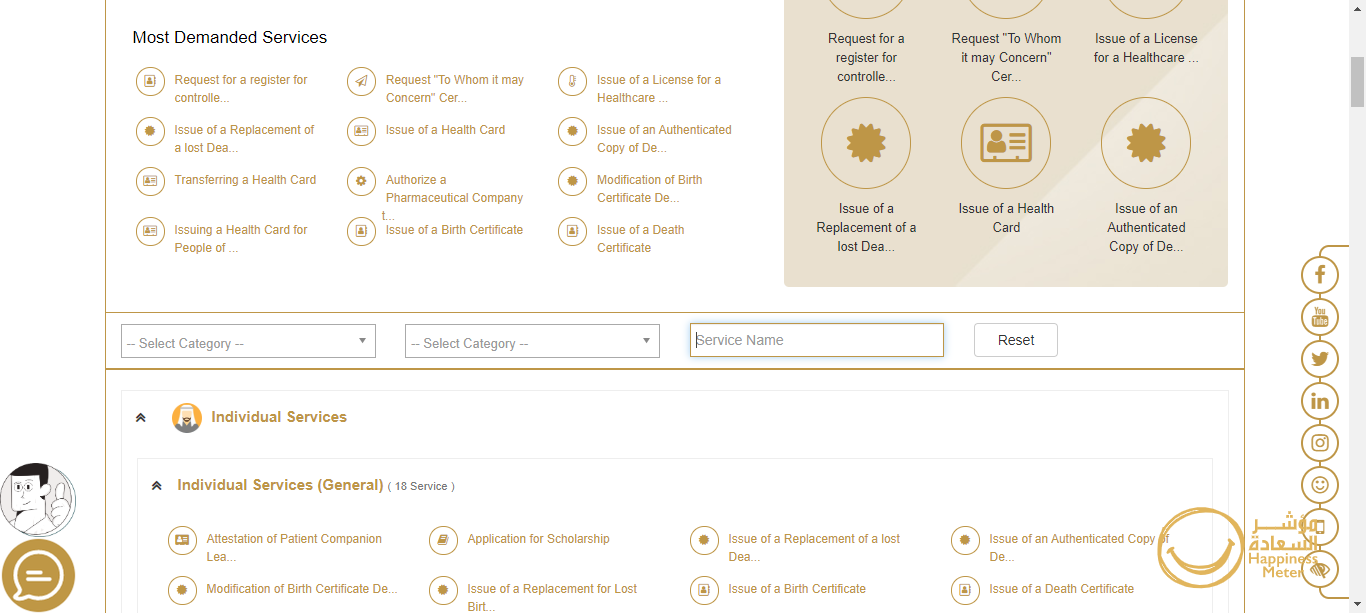 Most Demanded Services
Request for a register for
controlle...
Request "To Whom it may
Concern" Cer...
Issue of a License for a
Healthcare ...
Issue of a Replacement of
a lost Dea...
Issue of a Health Card
Issue of an Authenticated
Copy of De...
Transferring a Health Card
Authorize a
Pharmaceutical Company
t...
Modification of Birth
Certificate De...
Issuing a Health Card for
People of ...
Issue of a Birth Certificate
Issue of a Death
Certificate
Request for a
register for
controlle...
Request "To Whom
it may Concern"
Cer...
Issue of a License
for a Healthcare ...
Issue of a
Replacement of a
lost Dea...
Issue of a Health
Card
Issue of an
Authenticated
Copy of De...
-- Select Category --
-- Select Category --
Service Name
Reset
Individual Services
Individual Services (General) ( 18 Service )
Attestation of Patient Companion
Lea...
Application for Scholarship
Issue of a Replacement of a lost
Dea...
Issue of an Authenticated Copy of
De...
Modification of Birth Certificate De...
Issue of a Replacement for Lost
Birt...
Issue of a Birth Certificate
Issue of a Death Certificate
You
Tube
in
مؤشر
السعادة
Happiness
Meter